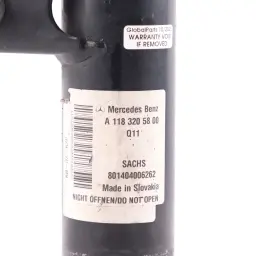 GlobalParts
WARRANTY VOID
IF REMOVED
Mercedes Benz
A 118 320 58 00
Q11
SACHS
801404006262
Made in Slovakia
NICHT ÖFFNEN/DO NOT OPEN